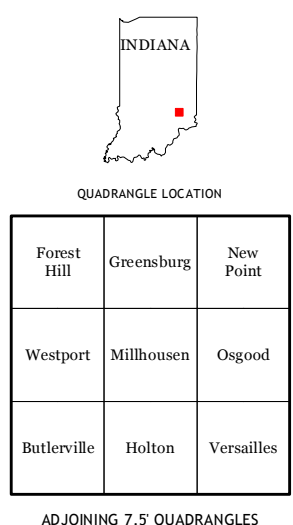 INDIANA
QUADRANGLE LOCATION
Forest
Hill
Greensburg
New
Point
Westport
Millhousen
Osgood
Butlerville
Holton
Versailles
ADJOINING 7.5' QUADRANGLES